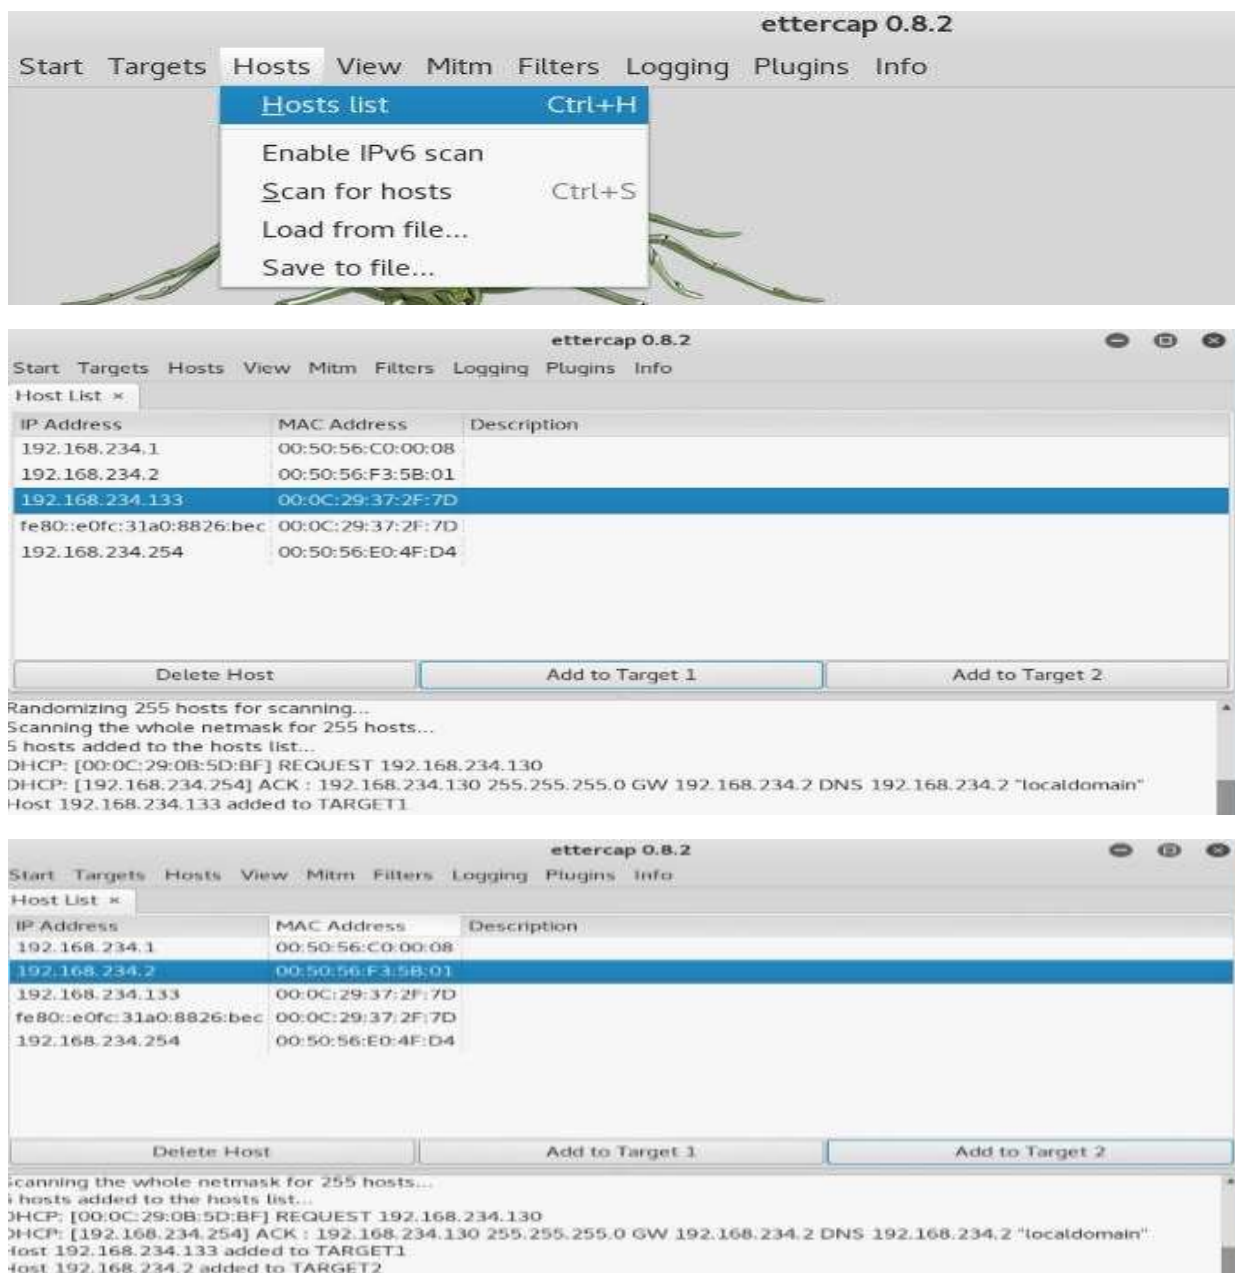 ettercap 0.8.2
Start Targets Hosts View Mitm Filters Logging Plugins Info
Hosts list Ctrl+H
Enable IPv6 scan
Scan for hosts Ctrl+S
Load from file...
Save to file...
ettercap 0.8.2
Start Targets Hosts View Mitm Filters Logging Plugins Info
Host List ×
IP Address MAC Address Description
192.168.234.1 00:50:56:C0:00:08
192.168.234.2 00:50:56:F3:5B:01
192.168.234.133 00:0C:29:37:2F:7D
fe80::e0fc:31a0:8826:bec 00:0C:29:37:2F:7D
192.168.234.254 00:50:56:E0:4F:D4
Delete Host Add to Target 1 Add to Target 2
Randomizing 255 hosts for scanning...
Scanning the whole netmask for 255 hosts...
5 hosts added to the hosts list...
DHCP: [00:0C:29:0B:5D:BF] REQUEST 192.168.234.130
DHCP: [192.168.234.254] ACK : 192.168.234.130 255.255.255.0 GW 192.168.234.2 DNS 192.168.234.2 "localdomain"
Host 192.168.234.133 added to TARGET1
ettercap 0.8.2
Start Targets Hosts View Mitm Filters Logging Plugins Info
Host List ×
IP Address MAC Address Description
192.168.234.1 00:50:56:C0:00:08
192.168.234.2 00:50:56:F3:5B:01
192.168.234.133 00:0C:29:37:2F:7D
fe80::e0fc:31a0:8826:bec 00:0C:29:37:2F:7D
192.168.234.254 00:50:56:E0:4F:D4
Delete Host Add to Target 1 Add to Target 2
Scanning the whole netmask for 255 hosts...
5 hosts added to the hosts list...
DHCP: [00:0C:29:0B:5D:BF] REQUEST 192.168.234.130
DHCP: [192.168.234.254] ACK : 192.168.234.130 255.255.255.0 GW 192.168.234.2 DNS 192.168.234.2 "localdomain"
Host 192.168.234.133 added to TARGET1
Host 192.168.234.2 added to TARGET2